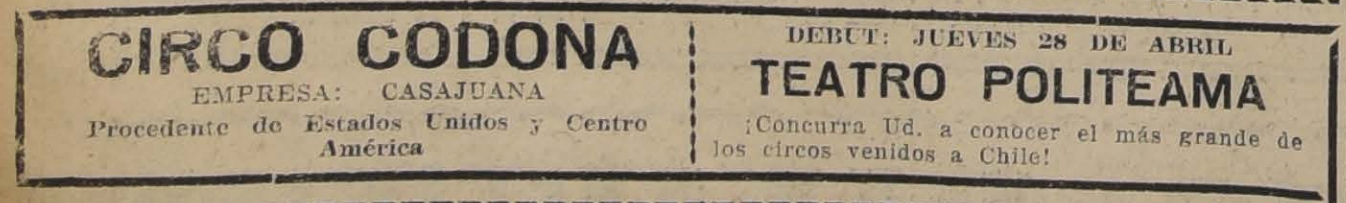 CIRCO CODONA
EMPRESA: CASAJUANA
Procedente de Estados Unidos y Centro
América
DEBUT: JUEVES 28 DE ABRIL
TEATRO POLITEAMA
¡Concurra Ud. a conocer el más grande de
los circos venidos a Chile!